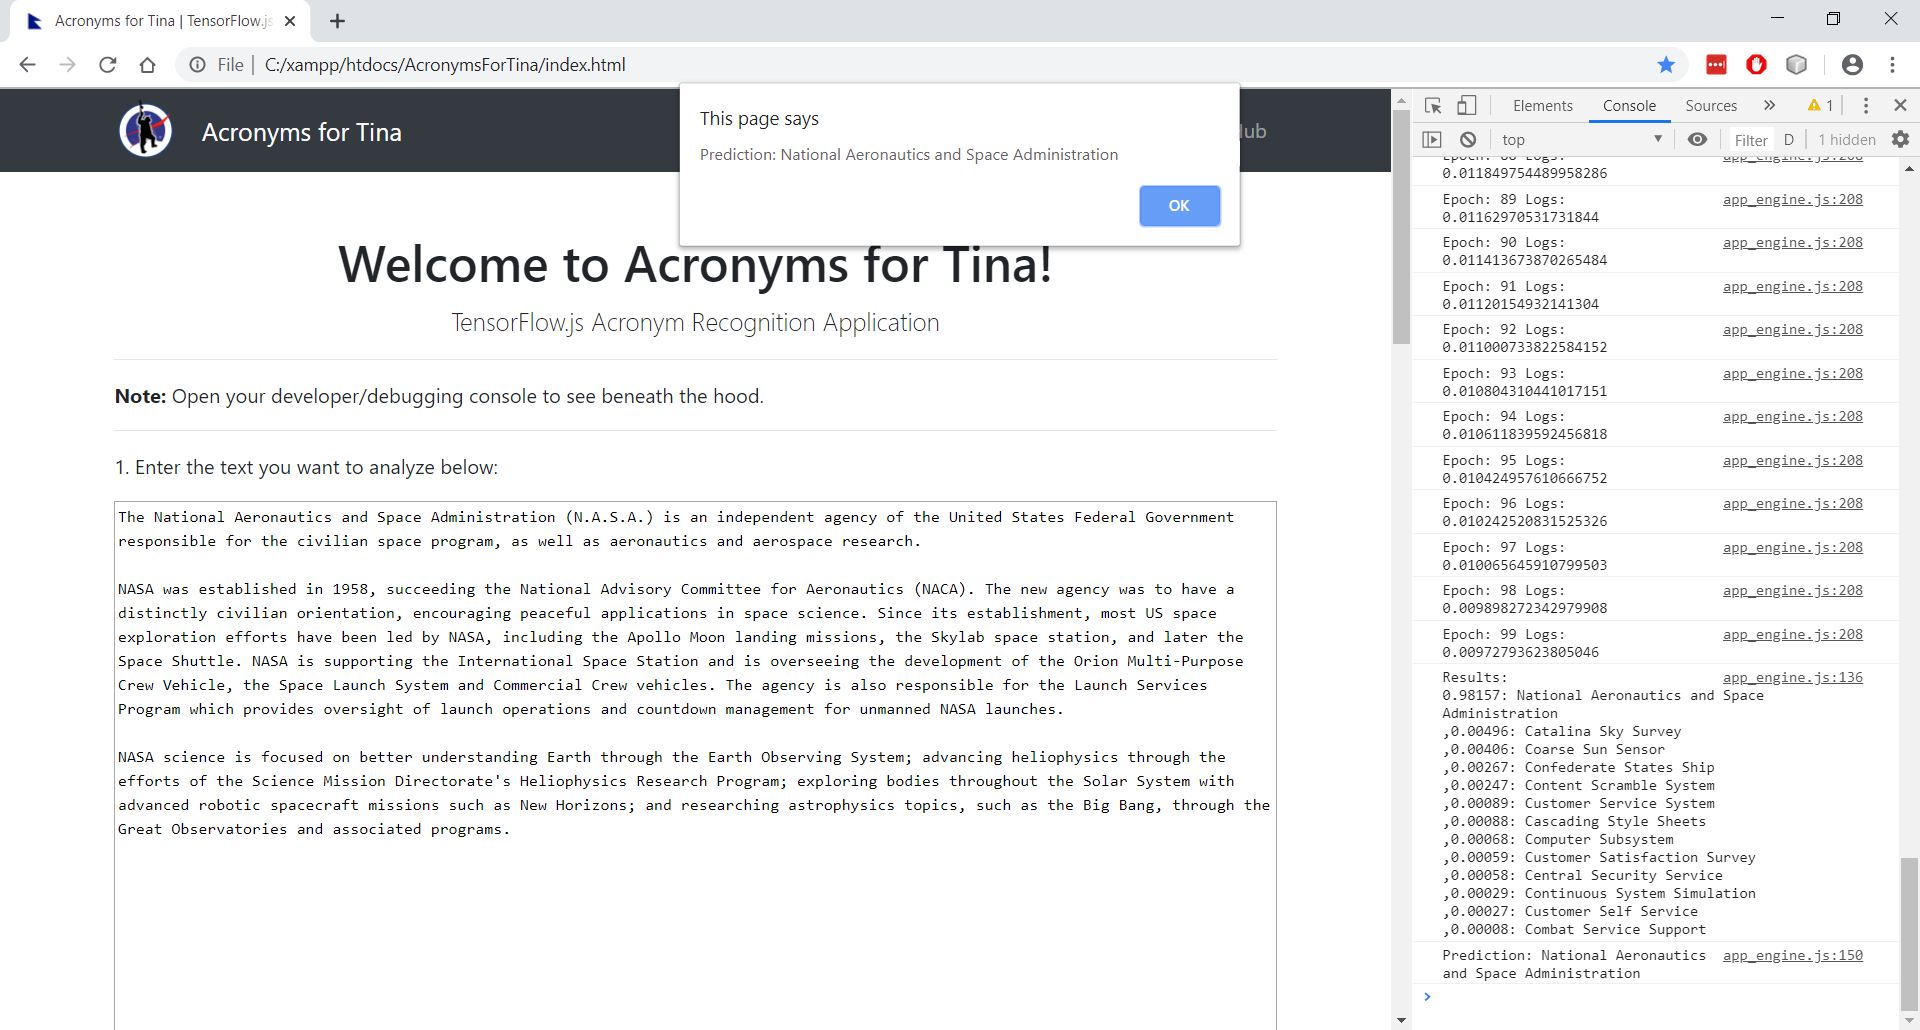 Acronyms for Tina | TensorFlow.js
File
C:/xampp/htdocs/AcronymsForTina/index.html
Acronyms for Tina
This page says
Prediction: National Aeronautics and Space Administration
OK
Welcome to Acronyms for Tina!
TensorFlow.js Acronym Recognition Application
Note: Open your developer/debugging console to see beneath the hood.
1. Enter the text you want to analyze below:
The National Aeronautics and Space Administration (N.A.S.A.) is an independent agency of the United States Federal Government
responsible for the civilian space program, as well as aeronautics and aerospace research.
NASA was established in 1958, succeeding the National Advisory Committee for Aeronautics (NACA). The new agency was to have a
distinctly civilian orientation, encouraging peaceful applications in space science. Since its establishment, most US space
exploration efforts have been led by NASA, including the Apollo Moon landing missions, the Skylab space station, and later the
Space Shuttle. NASA is supporting the International Space Station and is overseeing the development of the Orion Multi-Purpose
Crew Vehicle, the Space Launch System and Commercial Crew vehicles. The agency is also responsible for the Launch Services
Program which provides oversight of launch operations and countdown management for unmanned NASA launches.
NASA science is focused on better understanding Earth through the Earth Observing System; advancing heliophysics through the
efforts of the Science Mission Directorate's Heliophysics Research Program; exploring bodies throughout the Solar System with
advanced robotic spacecraft missions such as New Horizons; and researching astrophysics topics, such as the Big Bang, through the
Great Observatories and associated programs.
Elements Console Sources » 1
top Filter D 1 hidden
0.011849754489958286
Epoch: 89 Logs: app_engine.js:208
0.01162970531731844
Epoch: 90 Logs: app_engine.js:208
0.011413673870265484
Epoch: 91 Logs: app_engine.js:208
0.01120154932141304
Epoch: 92 Logs: app_engine.js:208
0.011000733822584152
Epoch: 93 Logs: app_engine.js:208
0.010804310441017151
Epoch: 94 Logs: app_engine.js:208
0.010611839592456818
Epoch: 95 Logs: app_engine.js:208
0.010424957610666752
Epoch: 96 Logs: app_engine.js:208
0.010242520831525326
Epoch: 97 Logs: app_engine.js:208
0.010065645910799503
Epoch: 98 Logs: app_engine.js:208
0.009898272342979908
Epoch: 99 Logs: app_engine.js:208
0.00972793623805046
Results: app_engine.js:136
0.98157: National Aeronautics and Space
Administration
,0.00496: Catalina Sky Survey
,0.00406: Coarse Sun Sensor
,0.00267: Confederate States Ship
,0.00247: Content Scramble System
,0.00089: Customer Service System
,0.00088: Cascading Style Sheets
,0.00068: Computer Subsystem
,0.00059: Customer Satisfaction Survey
,0.00058: Central Security Service
,0.00029: Continuous System Simulation
,0.00027: Customer Self Service
,0.00008: Combat Service Support
Prediction: National Aeronautics app_engine.js:150
and Space Administration